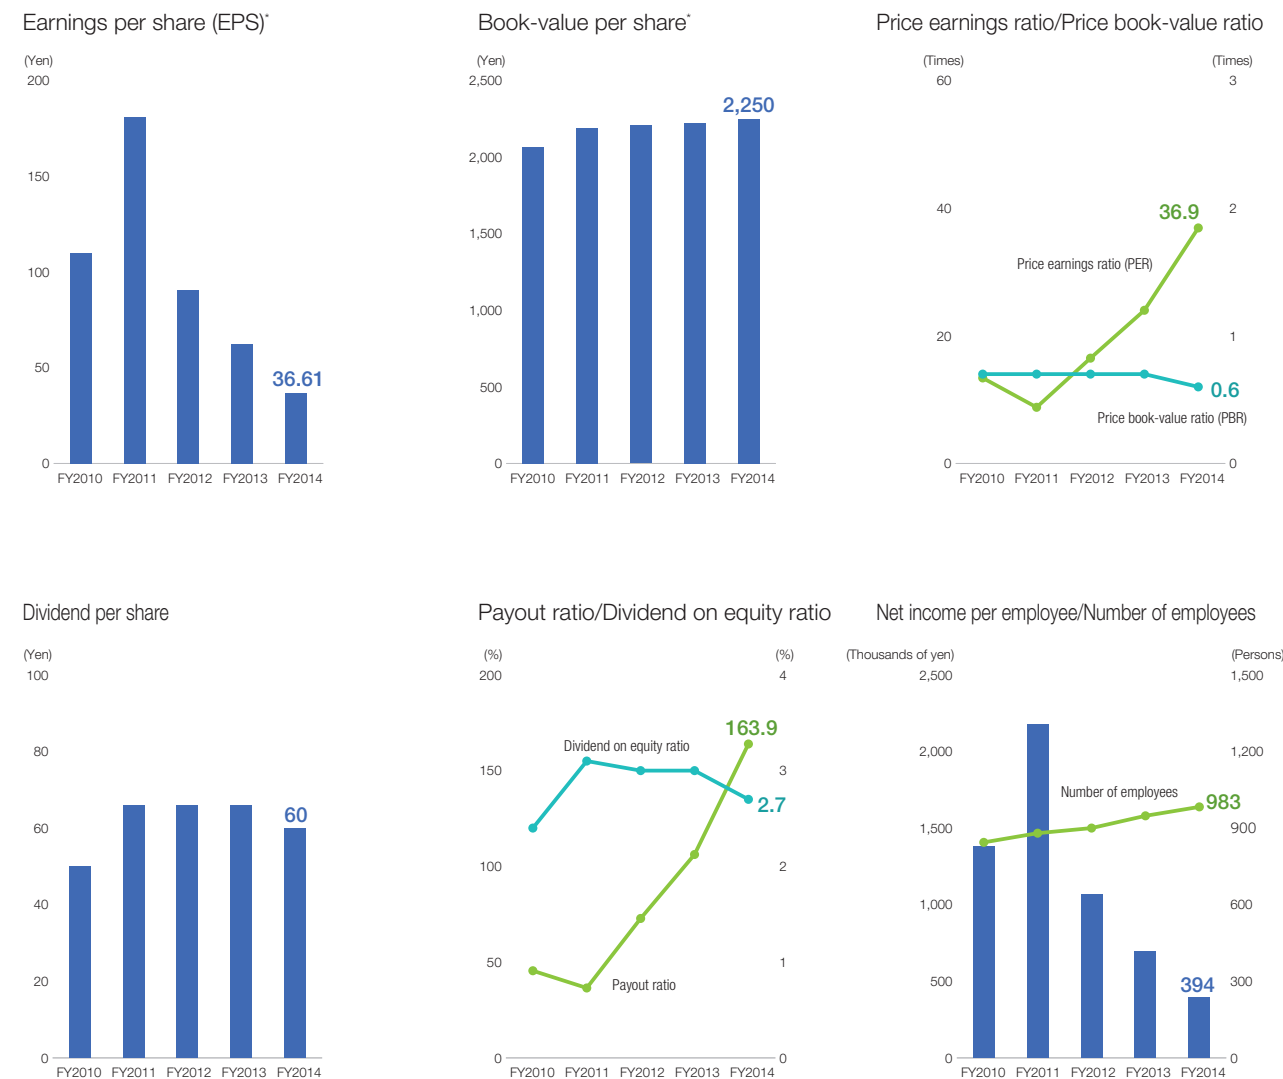 Earnings per share (EPS)*
(Yen)
200
150
100
50
0
36.61
FY2010 FY2011 FY2012 FY2013 FY2014
Book-value per share*
(Yen)
2,500
2,000
1,500
1,000
500
0
2,250
FY2010 FY2011 FY2012 FY2013 FY2014
Price earnings ratio/Price book-value ratio
(Times) (Times)
60 3
40 2
20 1
0 0
36.9
Price earnings ratio (PER)
0.6
Price book-value ratio (PBR)
FY2010 FY2011 FY2012 FY2013 FY2014
Dividend per share
(Yen)
100
80
60
40
20
0
60
FY2010 FY2011 FY2012 FY2013 FY2014
Payout ratio/Dividend on equity ratio
(%) (%)
200 4
150 3
100 2
50 1
0 0
163.9
Dividend on equity ratio
2.7
Payout ratio
FY2010 FY2011 FY2012 FY2013 FY2014
Net income per employee/Number of employees
(Thousands of yen) (Persons)
2,500 1,500
2,000 1,200
1,500 900
1,000 600
500 300
0 0
Number of employees
983
394
FY2010 FY2011 FY2012 FY2013 FY2014